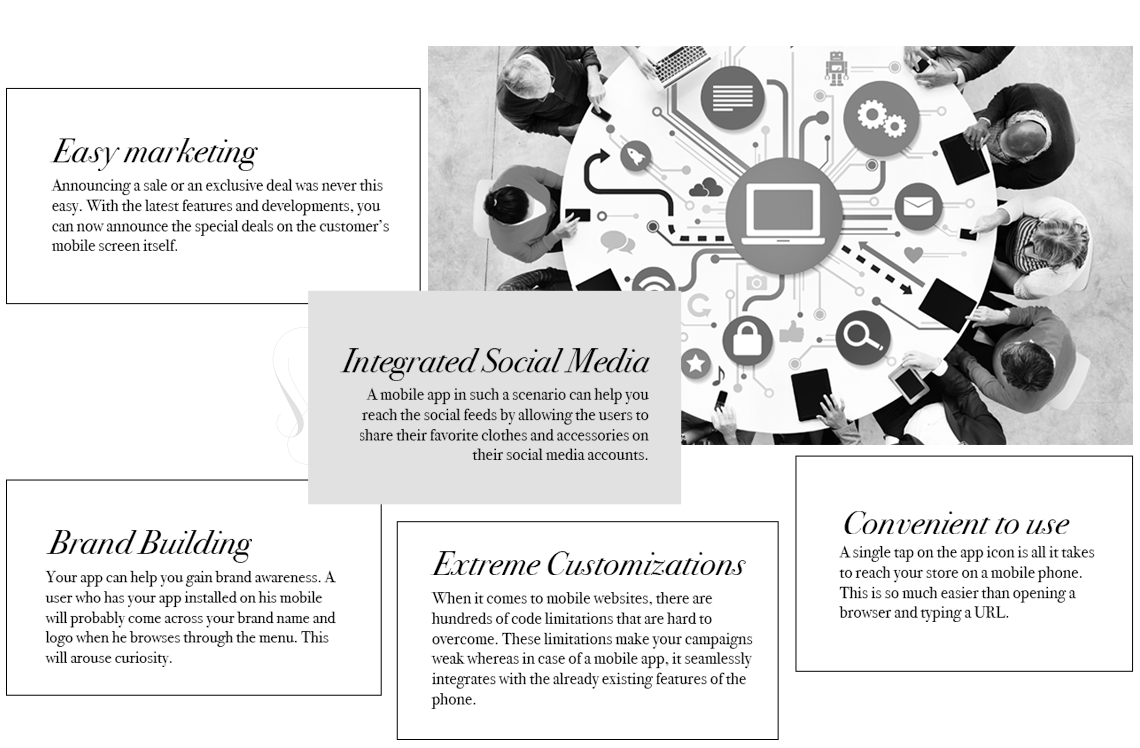 Easy marketing
Announcing a sale or an exclusive deal was never this
easy. With the latest features and developments, you
can now announce the special deals on the customer's
mobile screen itself.
Integrated Social Media
A mobile app in such a scenario can help you
reach the social feeds by allowing the users to
share their favorite clothes and accessories on
their social media accounts.
Brand Building
Your app can help you gain brand awareness. A
user who has your app installed on his mobile
will probably come across your brand name and
logo when he browses through the menu. This
will arouse curiosity.
Extreme Customizations
When it comes to mobile websites, there are
hundreds of code limitations that are hard to
overcome. These limitations make your campaigns
weak whereas in case of a mobile app, it seamlessly
integrates with the already existing features of the
phone.
Convenient to use
A single tap on the app icon is all it takes
to reach your store on a mobile phone.
This is so much easier than opening a
browser and typing a URL.